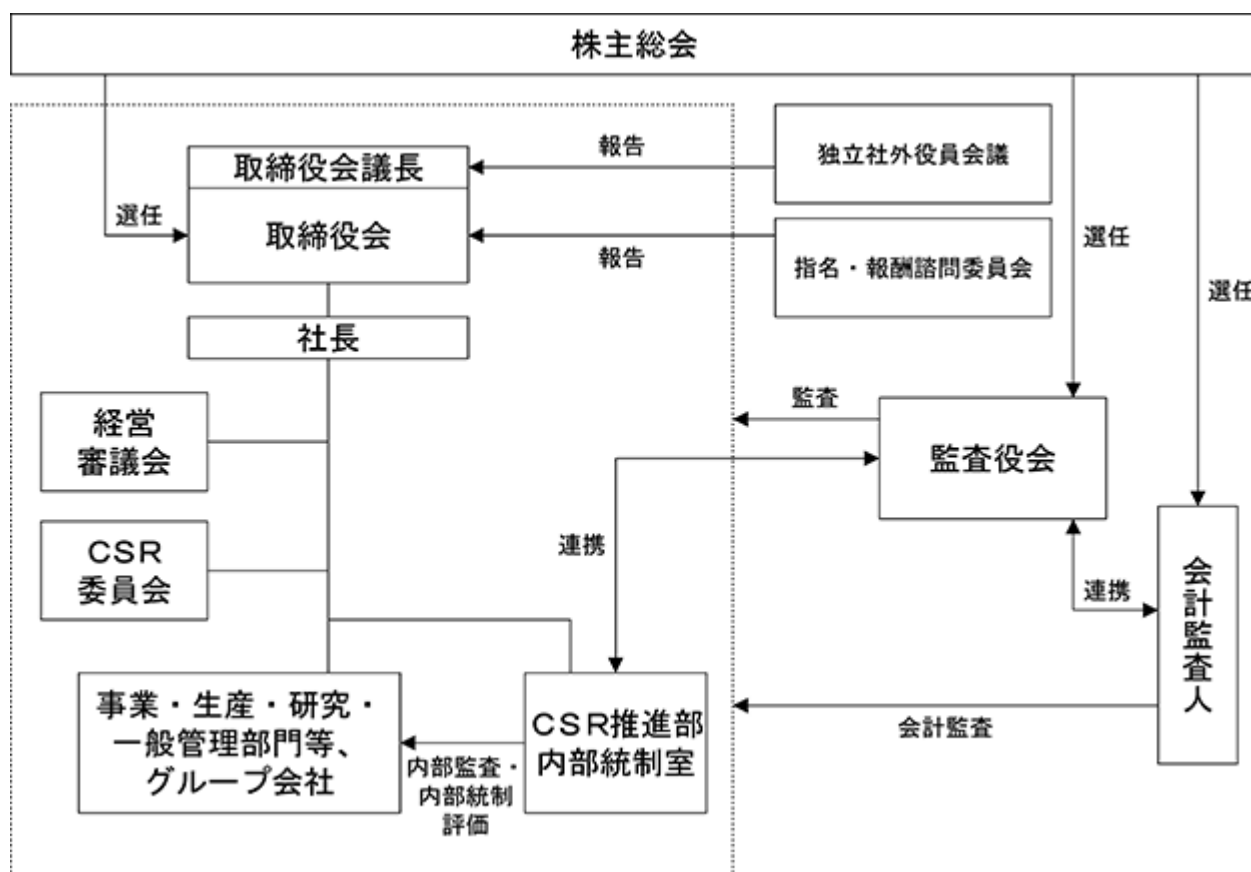 株主総会
取締役会議長
取締役会
選任
報告
独立社外役員会議
報告
指名・報酬諮問委員会
選任
選任
社長
経営
審議会
監査
監査役会
CSR
委員会
連携
連携
会計監査人
事業・生産・研究・
一般管理部門等、
グループ会社
CSR推進部
内部統制室
内部監査・
内部統制
評価
会計監査